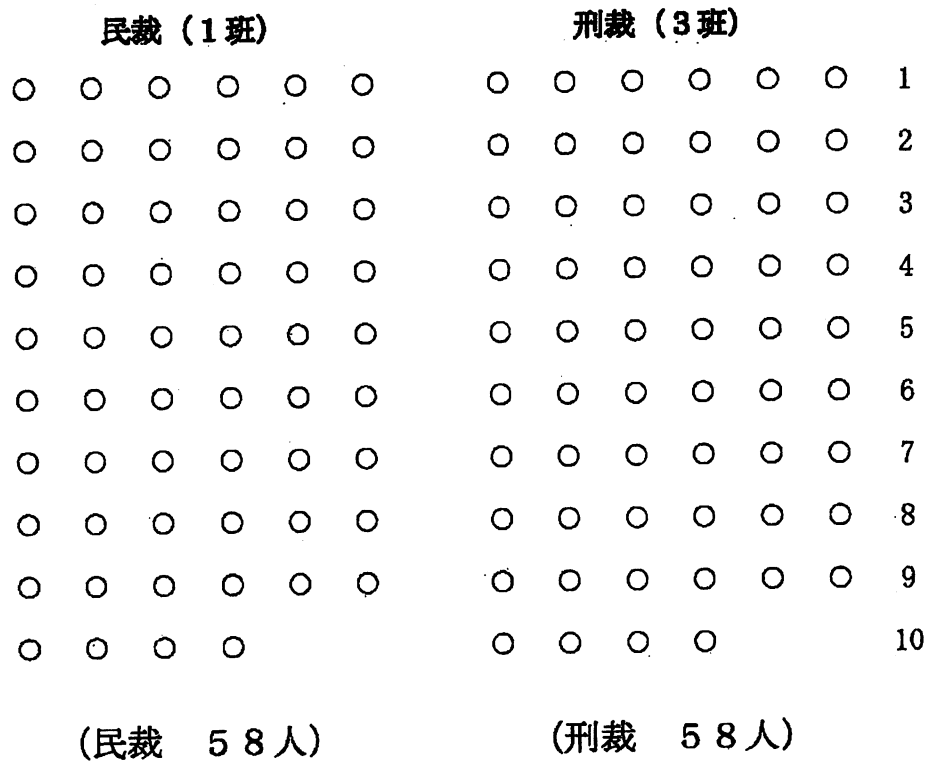 民裁（1班） 刑裁（3班）
○ ○ ○ ○ ○ ○ ○ ○ ○ ○ ○ ○ 1
○ ○ ○ ○ ○ ○ ○ ○ ○ ○ ○ ○ 2
○ ○ ○ ○ ○ ○ ○ ○ ○ ○ ○ ○ 3
○ ○ ○ ○ ○ ○ ○ ○ ○ ○ ○ ○ 4
○ ○ ○ ○ ○ ○ ○ ○ ○ ○ ○ ○ 5
○ ○ ○ ○ ○ ○ ○ ○ ○ ○ ○ ○ 6
○ ○ ○ ○ ○ ○ ○ ○ ○ ○ ○ ○ 7
○ ○ ○ ○ ○ ○ ○ ○ ○ ○ ○ ○ 8
○ ○ ○ ○ ○ ○ ○ ○ ○ ○ ○ ○ 9
○ ○ ○ ○ ○ ○ ○ ○ 10
（民裁　５８人） （刑裁　５８人）